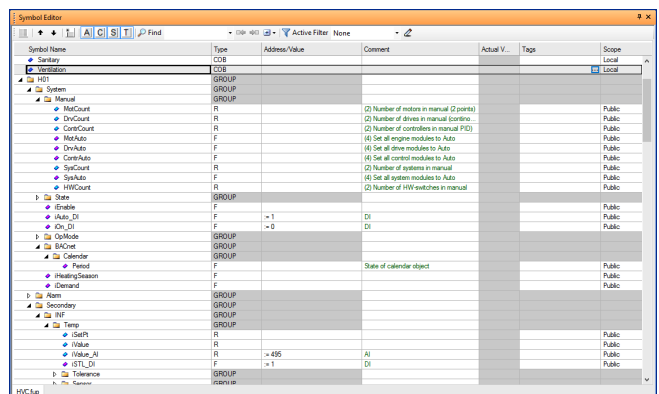 Symbol Editor
A C S T Find Active Filter None
Symbol Name Type Address/Value Comment Actual V... Tags Scope
Sanitary COB Local
Ventilation COB Local
H01 GROUP
System GROUP
Manual GROUP
MotCount R (2) Number of motors in manual (2 points) Public
DrvCount R (2) Number of drives in manual (contino... Public
ContrCount R (2) Number of controllers in manual PID) Public
MotAuto F (4) Set all engine modules to Auto Public
DrvAuto F (4) Set all drive modules to Auto Public
ContrAuto F (4) Set all control modules to Auto Public
SysCount R (2) Number of systems in manual Public
SysAuto F (4) Set all system modules to Auto Public
HWCount R (2) Number of HW-switches in manual Public
State GROUP
iEnable F Public
iAuto_DI F := 1 DI Public
iOn_DI F := 0 DI Public
OpMode GROUP
BACnet GROUP
Calendar GROUP
Period F State of calendar object Public
iHeatingSeason F Public
iDemand F Public
Alarm GROUP
Secondary GROUP
INF GROUP
Temp GROUP
iSetPt R Public
iValue R Public
iValue_AI R := 495 AI Public
iSTL_DI F := 1 DI Public
Tolerance GROUP
Sensor GROUP
HVC.fup